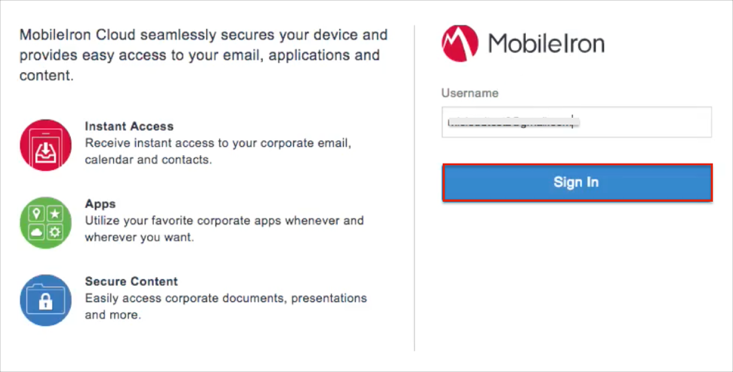 MobileIron Cloud seamlessly secures your device and
provides easy access to your email, applications and
content.
Instant Access
Receive instant access to your corporate email,
calendar and contacts.
Apps
Utilize your favorite corporate apps whenever and
wherever you want.
Secure Content
Easily access corporate documents, presentations
and more.
MobileIron
Username
Sign In